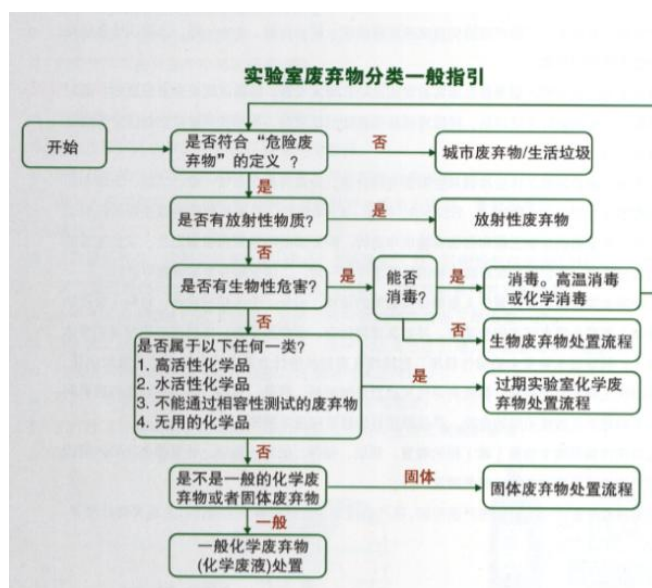 实验室废弃物分类一般指引
开始
是否符合“危险废
弃物”的定义 ？
否
城市废弃物/生活垃圾
是
是否有放射性物质？
是
放射性废弃物
否
是否有生物性危害？
是
能否
消毒？
是
消毒。高温消毒
或化学消毒
否
否
生物废弃物处置流程
是否属于以下任何一类？
1. 高活性化学品
2. 水活性化学品
3. 不能通过相容性测试的废弃物
4. 无用的化学品
是
过期实验室化学废
弃物处置流程
否
是不是一般的化学废
弃物或者固体废弃物
固体
固体废弃物处置流程
一般
一般化学废弃物
(化学废液)处置